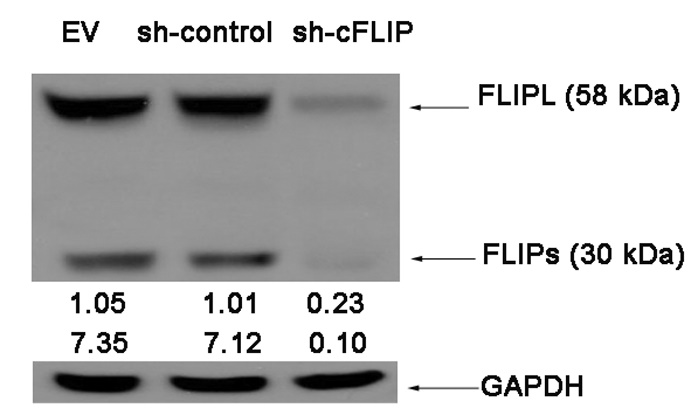 EV sh-control sh-cFLIP
FLIPL (58 kDa)
FLIPs (30 kDa)
1.05 1.01 0.23
7.35 7.12 0.10
GAPDH